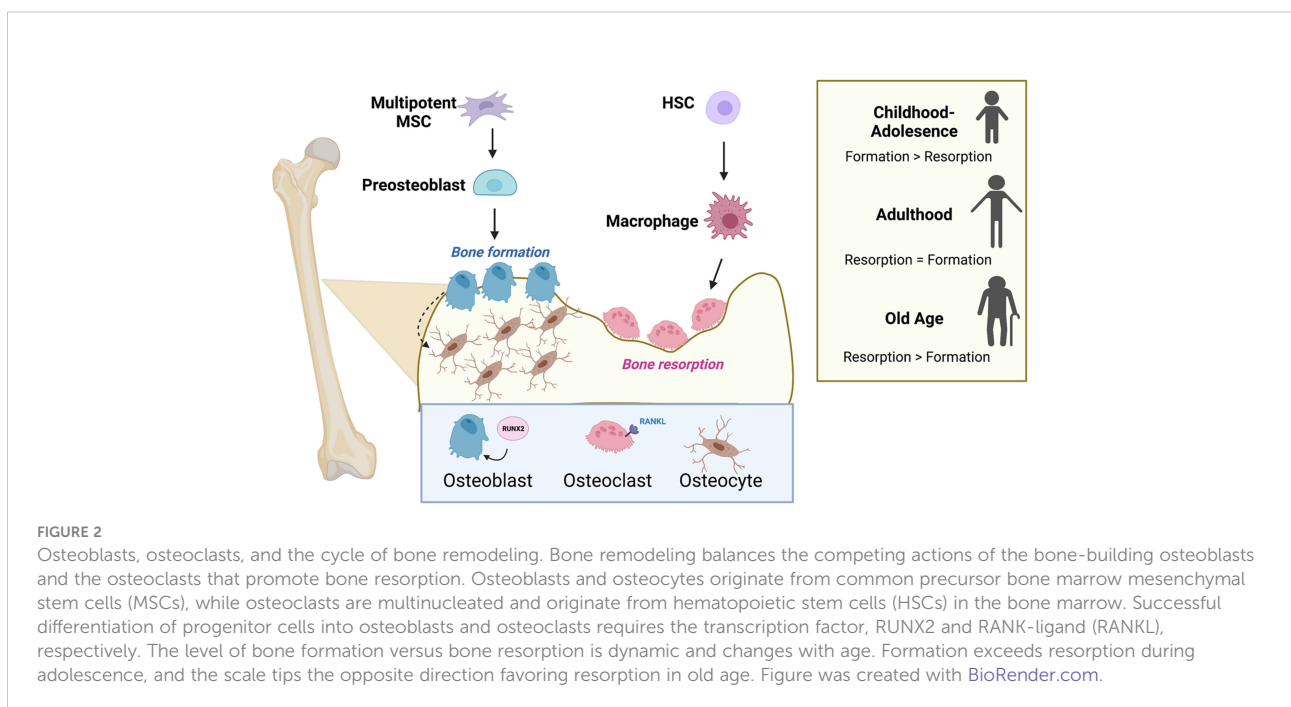 Multipotent
MSC
Preosteoblast
Bone formation
HSC
Macrophage
Bone resorption
RUNX2
Osteoblast
RANKL
Osteoclast
Osteocyte
Childhood-
Adolesence
Formation > Resorption
Adulthood
Resorption = Formation
Old Age
Resorption > Formation
FIGURE 2
Osteoblasts, osteoclasts, and the cycle of bone remodeling. Bone remodeling balances the competing actions of the bone-building osteoblasts
and the osteoclasts that promote bone resorption. Osteoblasts and osteocytes originate from common precursor bone marrow mesenchymal
stem cells (MSCs), while osteoclasts are multinucleated and originate from hematopoietic stem cells (HSCs) in the bone marrow. Successful
differentiation of progenitor cells into osteoblasts and osteoclasts requires the transcription factor, RUNX2 and RANK-ligand (RANKL),
respectively. The level of bone formation versus bone resorption is dynamic and changes with age. Formation exceeds resorption during
adolescence, and the scale tips the opposite direction favoring resorption in old age. Figure was created with BioRender.com.